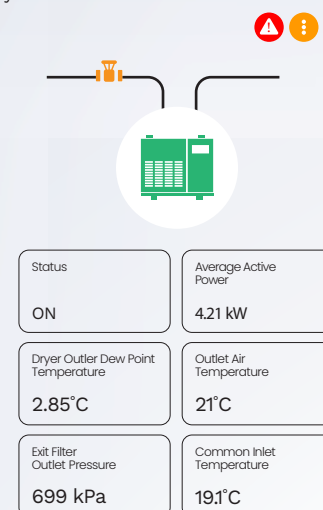 Status
ON
Average Active
Power
4.21 kW
Dryer Outler Dew Point
Temperature
2.85°C
Outlet Air
Temperature
21°C
Exit Filter
Outlet Pressure
699 kPa
Common Inlet
Temperature
19.1°C